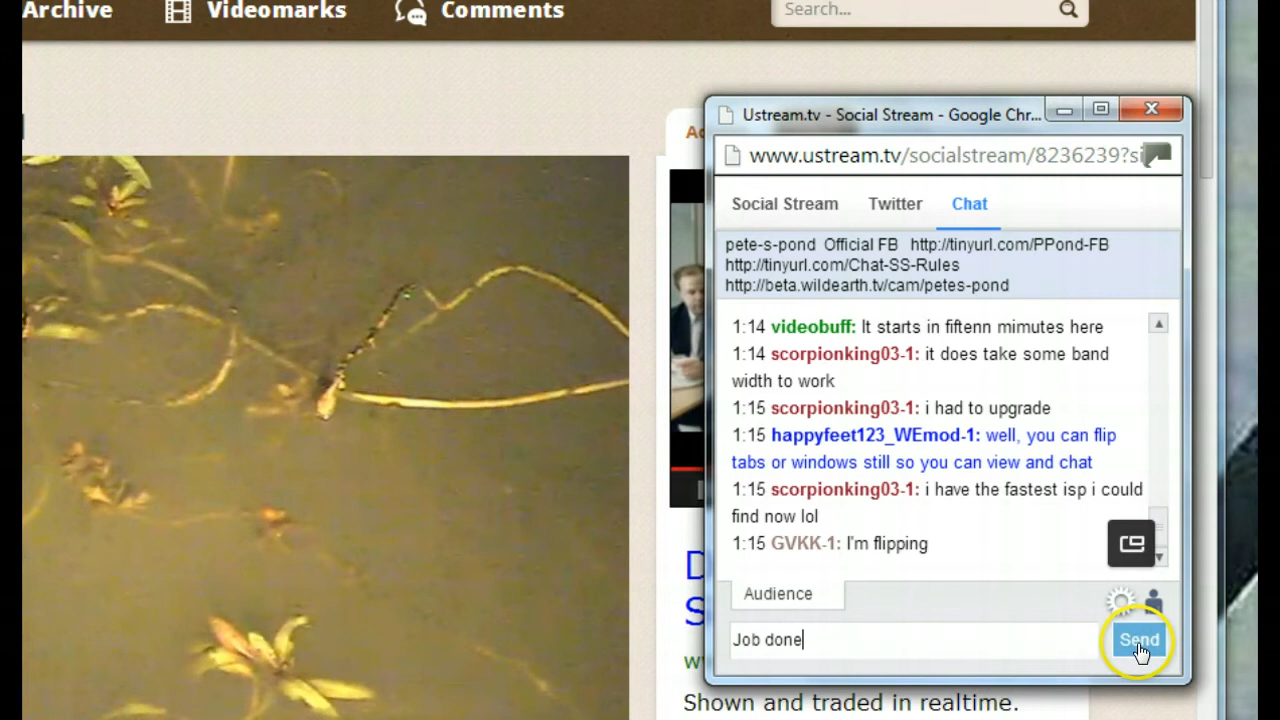 Archive Videomarks Comments Search...
Ustream.tv - Social Stream - Google Chr...
www.ustream.tv/socialstream/8236239?si
Social Stream Twitter Chat
pete-s-pond Official FB http://tinyurl.com/PPond-FB
http://tinyurl.com/Chat-SS-Rules
http://beta.wildearth.tv/cam/petes-pond
1:14 videobuff: It starts in fiftenn mimutes here
1:14 scorpionking03-1: it does take some band
width to work
1:15 scorpionking03-1: i had to upgrade
1:15 happyfeet123_WEmod-1: well, you can flip
tabs or windows still so you can view and chat
1:15 scorpionking03-1: i have the fastest isp i could
find now lol
1:15 GVKK-1: I'm flipping
Audience
Job done
Send
Shown and traded in realtime.